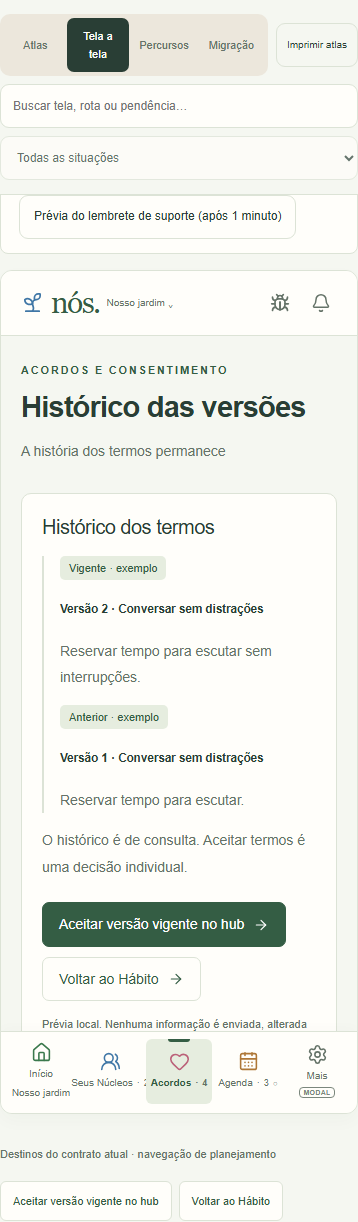 Atlas
Tela a
tela
Percursos
Migração
Imprimir atlas
Buscar tela, rota ou pendência...
Todas as situações
Prévia do lembrete de suporte (após 1 minuto)
nós.
Nosso jardim
ACORDOS E CONSENTIMENTO
Histórico das versões
A história dos termos permanece
Histórico dos termos
Vigente · exemplo
Versão 2 · Conversar sem distrações
Reservar tempo para escutar sem
interrupções.
Anterior · exemplo
Versão 1 · Conversar sem distrações
Reservar tempo para escutar.
O histórico é de consulta. Aceitar termos é
uma decisão individual.
Aceitar versão vigente no hub →
Voltar ao Hábito →
Prévia local. Nenhuma informação é enviada, alterada
Início
Nosso jardim
Seus Núcleos · 2
Acordos · 4
Agenda · 3
Mais
MODAL
Destinos do contrato atual · navegação de planejamento
Aceitar versão vigente no hub
Voltar ao Hábito